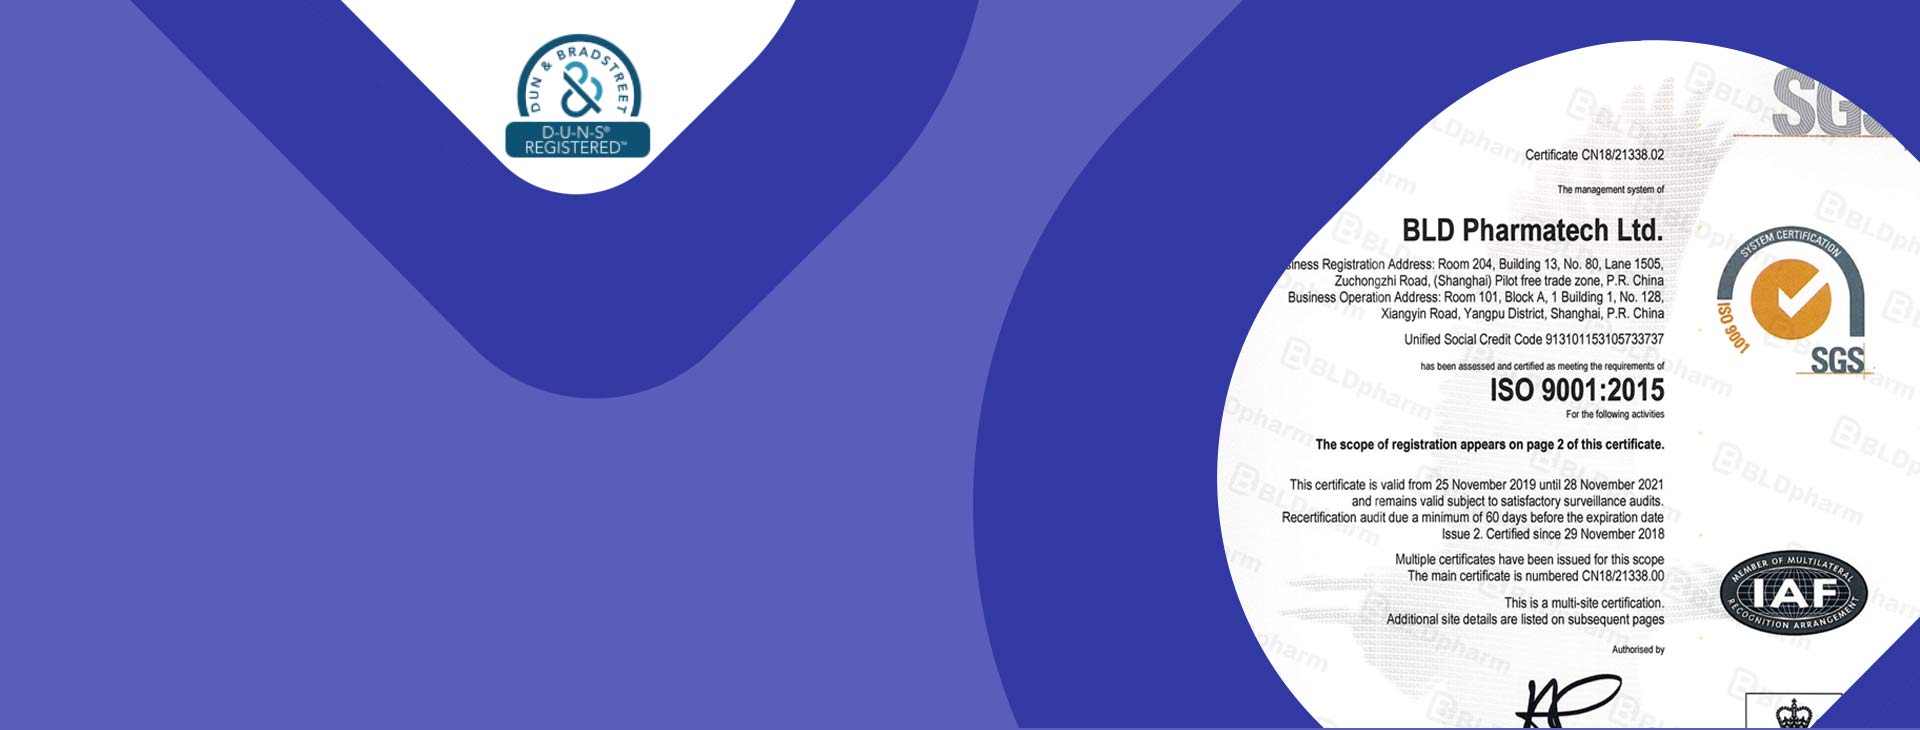 DUN & BRADSTREET
D-U-N-S®
REGISTERED™
SGS
Certificate CN18/21338.02
The management system of
BLD Pharmatech Ltd.
siness Registration Address: Room 204, Building 13, No. 80, Lane 1505,
Zuchongzhi Road, (Shanghai) Pilot free trade zone, P.R. China
Business Operation Address: Room 101, Block A, 1 Building 1, No. 128,
Xiangyin Road, Yangpu District, Shanghai, P.R. China
Unified Social Credit Code 913101153105733737
has been assessed and certified as meeting the requirements of
ISO 9001:2015
For the following activities
The scope of registration appears on page 2 of this certificate.
This certificate is valid from 25 November 2019 until 28 November 2021
and remains valid subject to satisfactory surveillance audits.
Recertification audit due a minimum of 60 days before the expiration date
Issue 2. Certified since 29 November 2018
Multiple certificates have been issued for this scope
The main certificate is numbered CN18/21338.00
This is a multi-site certification.
Additional site details are listed on subsequent pages
Authorised by
SYSTEM CERTIFICATION
ISO 9001
SGS
MEMBER OF MULTILATERAL
IAF
RECOGNITION ARRANGEMENT
BLDpharm